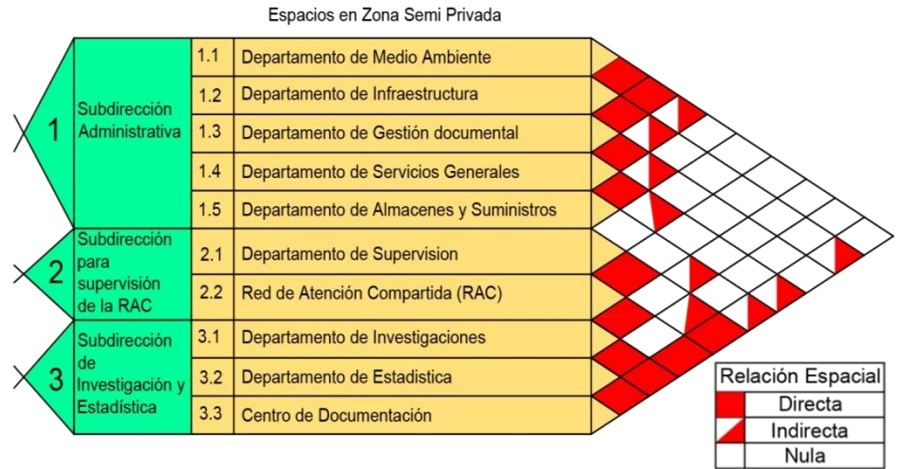 Espacios en Zona Semi Privada
1
Subdirección
Administrativa
1.1 Departamento de Medio Ambiente
1.2 Departamento de Infraestructura
1.3 Departamento de Gestión documental
1.4 Departamento de Servicios Generales
1.5 Departamento de Almacenes y Suministros
2
Subdirección
para
supervisión
de la RAC
2.1 Departamento de Supervision
2.2 Red de Atención Compartida (RAC)
3
Subdirección
de
Investigación y
Estadística
3.1 Departamento de Investigaciones
3.2 Departamento de Estadistica
3.3 Centro de Documentación
Relación Espacial
Directa
Indirecta
Nula